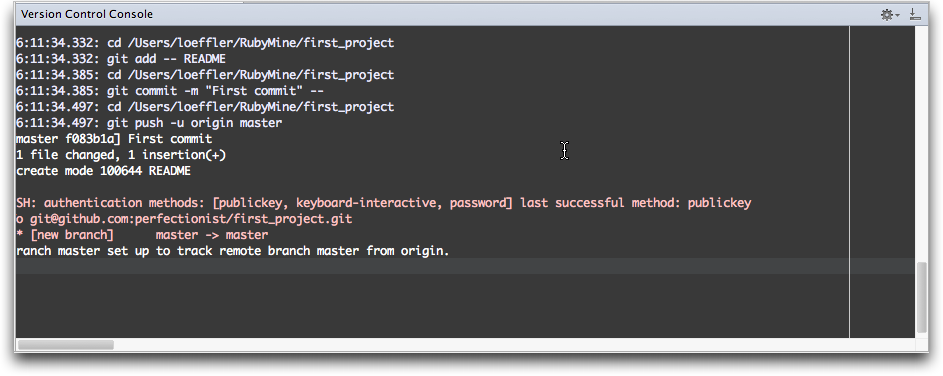 Version Control Console
6:11:34.332: cd /Users/loeffler/RubyMine/first_project
6:11:34.332: git add -- README
6:11:34.385: cd /Users/loeffler/RubyMine/first_project
6:11:34.385: git commit -m "First commit" --
6:11:34.497: cd /Users/loeffler/RubyMine/first_project
6:11:34.497: git push -u origin master
master f083b1a] First commit
1 file changed, 1 insertion(+)
create mode 100644 README
SH: authentication methods: [publickey, keyboard-interactive, password] last successful method: publickey
o git@github.com:perfectionist/first_project.git
* [new branch]      master -> master
ranch master set up to track remote branch master from origin.